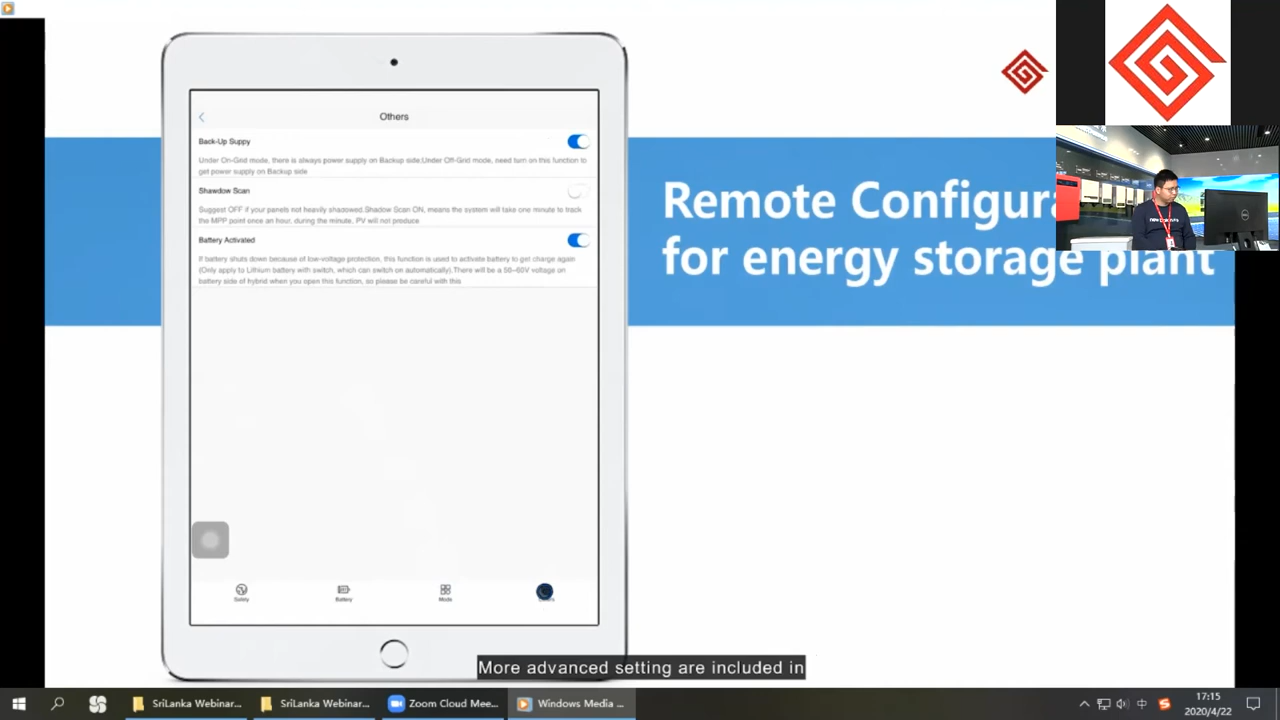 Others
Back-Up Suppy
Under On-Grid mode, there is always power supply on Backup side;Under Off-Grid mode, need turn on this function to
get power supply on Backup side
Shawdow Scan
Suggest OFF if your panels not heavily shadowed.Shadow Scan ON, means the system will take one minute to track
the MPP point once an hour, during the minute, PV will not produce
Battery Activated
If battery shuts down because of low-voltage protection, this function is used to activate battery to get charge again
(Only apply to Lithium battery with switch, which can switch on automatically).There will be a 50~60V voltage on
battery side of hybrid when you open this function, so please be careful with this
Safety
Battery
Mode
Remote Configura
for energy storage plant
DELL
More advanced setting are included in
SriLanka Webinar...
SriLanka Webinar...
Zoom Cloud Mee...
Windows Media ...
中
17:15
2020/4/22